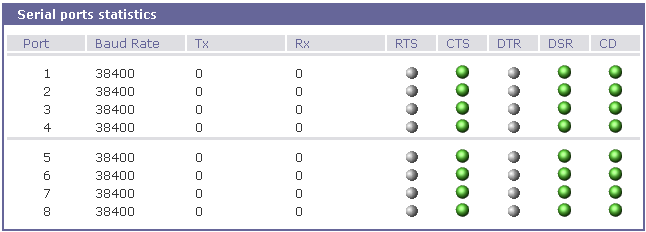 Serial ports statistics
Port Baud Rate Tx Rx RTS CTS DTR DSR CD
1 38400 0 0
2 38400 0 0
3 38400 0 0
4 38400 0 0
5 38400 0 0
6 38400 0 0
7 38400 0 0
8 38400 0 0